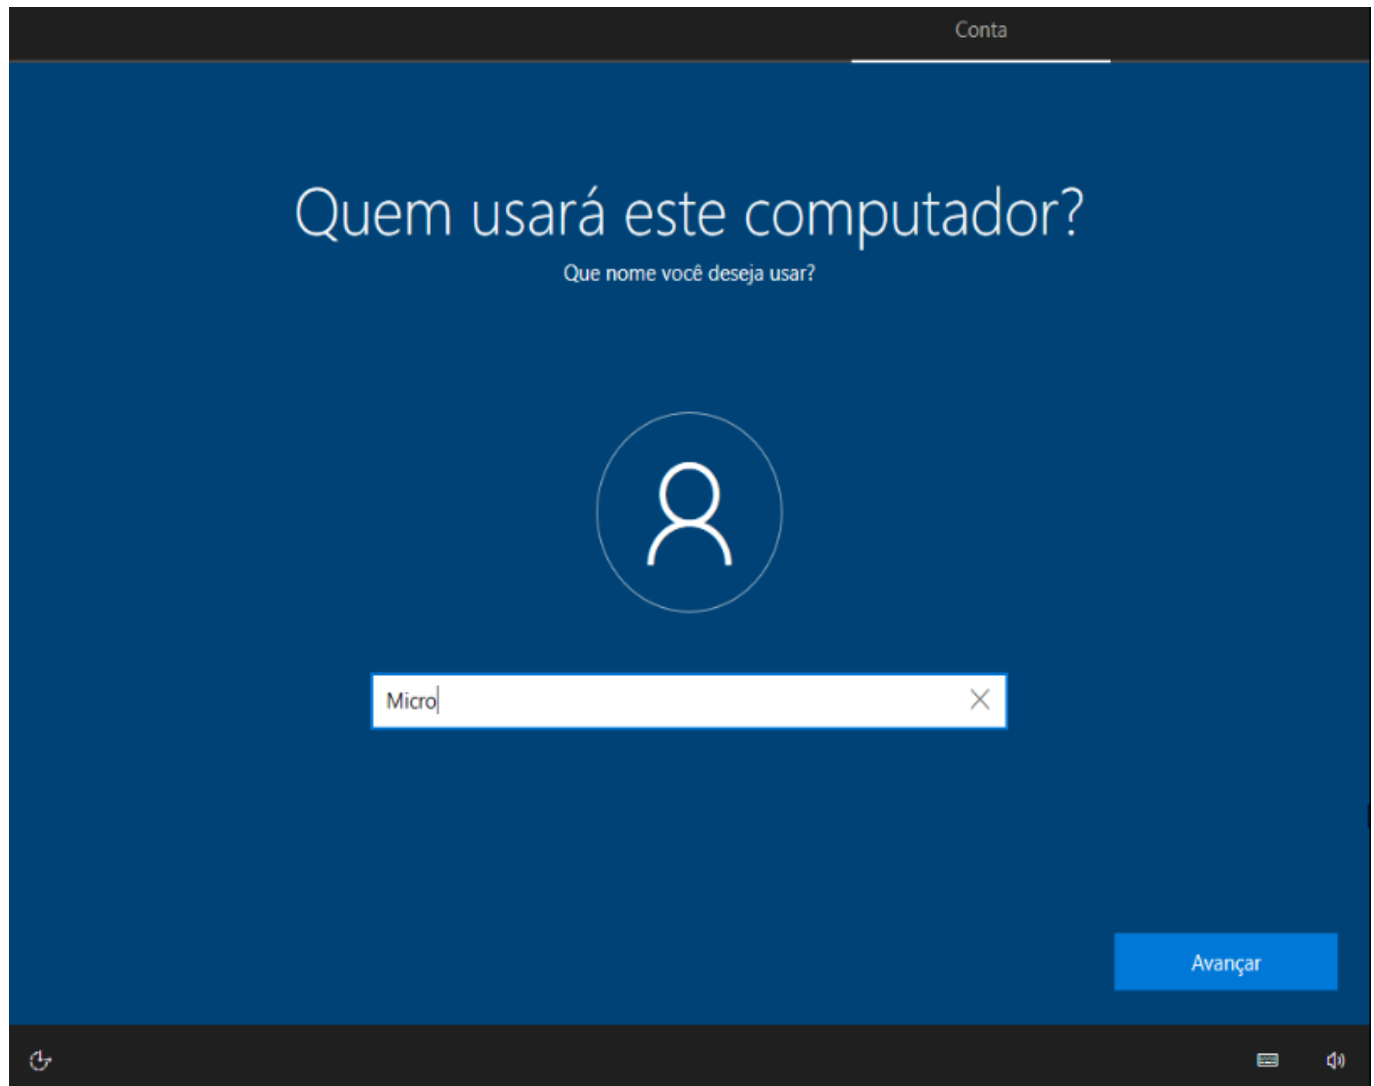 Conta
Quem usará este computador?
Que nome você deseja usar?
Micro
Avançar